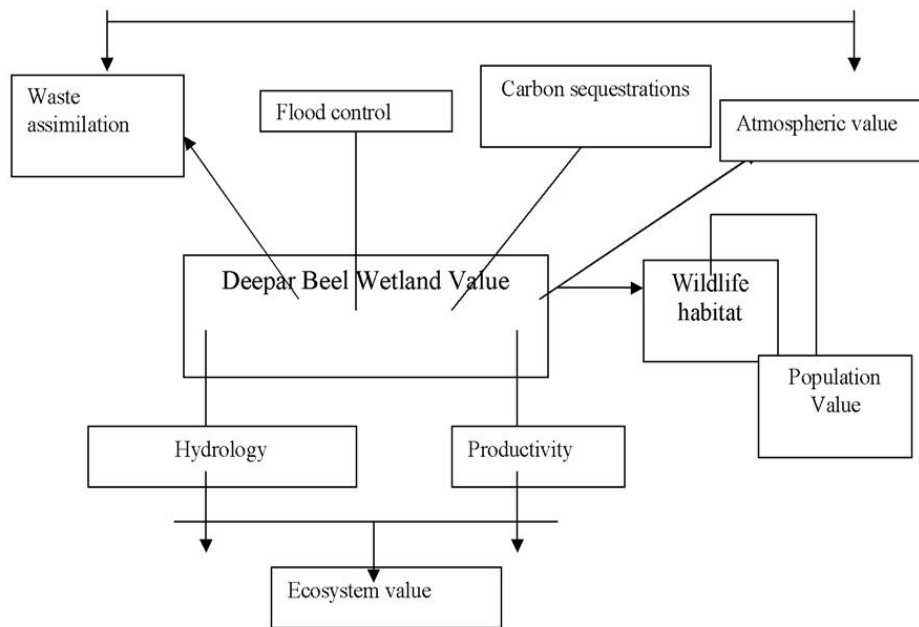 Waste
assimilation
Flood control
Carbon sequestrations
Atmospheric value
Deepar Beel Wetland Value
Wildlife
habitat
Population
Value
Hydrology
Productivity
Ecosystem value